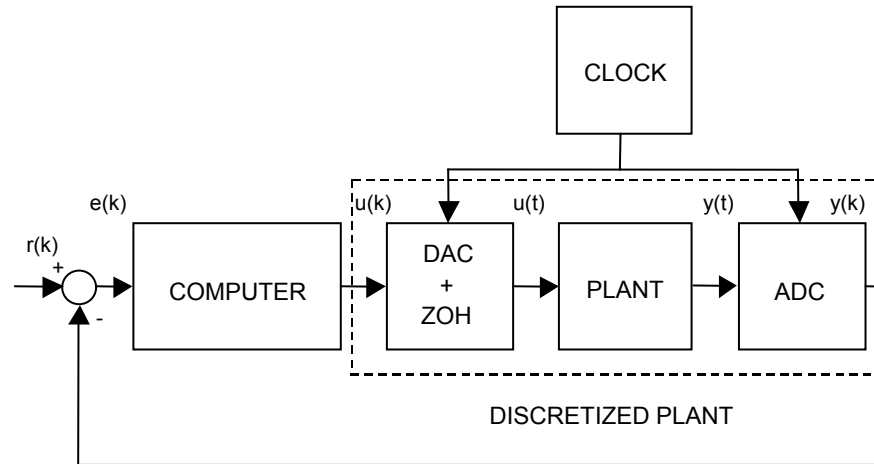 CLOCK
e(k)
u(k)
u(t)
y(t)
y(k)
r(k)
+
-
COMPUTER
DAC
+
ZOH
PLANT
ADC
DISCRETIZED PLANT